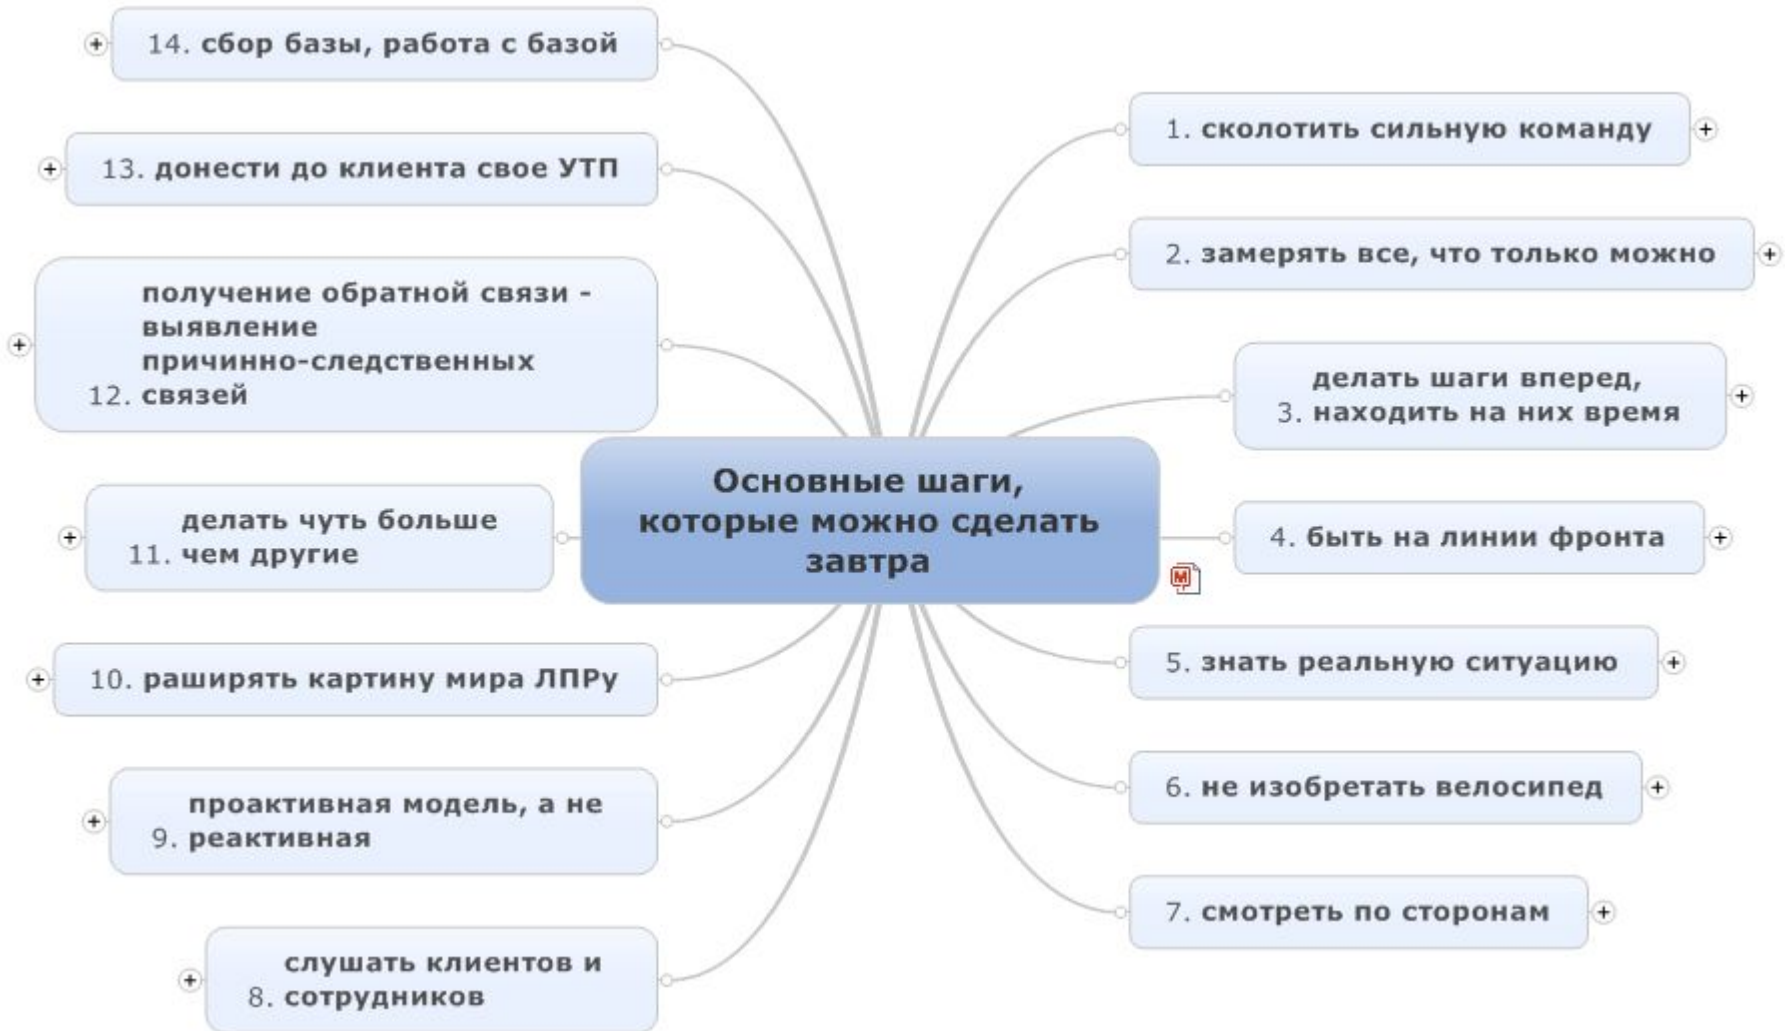 Основные шаги,
которые можно сделать
завтра
1. сколотить сильную команду
2. замерять все, что только можно
делать шаги вперед,
3. находить на них время
4. быть на линии фронта
5. знать реальную ситуацию
6. не изобретать велосипед
7. смотреть по сторонам
слушать клиентов и
8. сотрудников
проактивная модель, а не
9. реактивная
10. раширять картину мира ЛПРу
делать чуть больше
11. чем другие
получение обратной связи -
выявление
причинно-следственных
12. связей
13. донести до клиента свое УТП
14. сбор базы, работа с базой